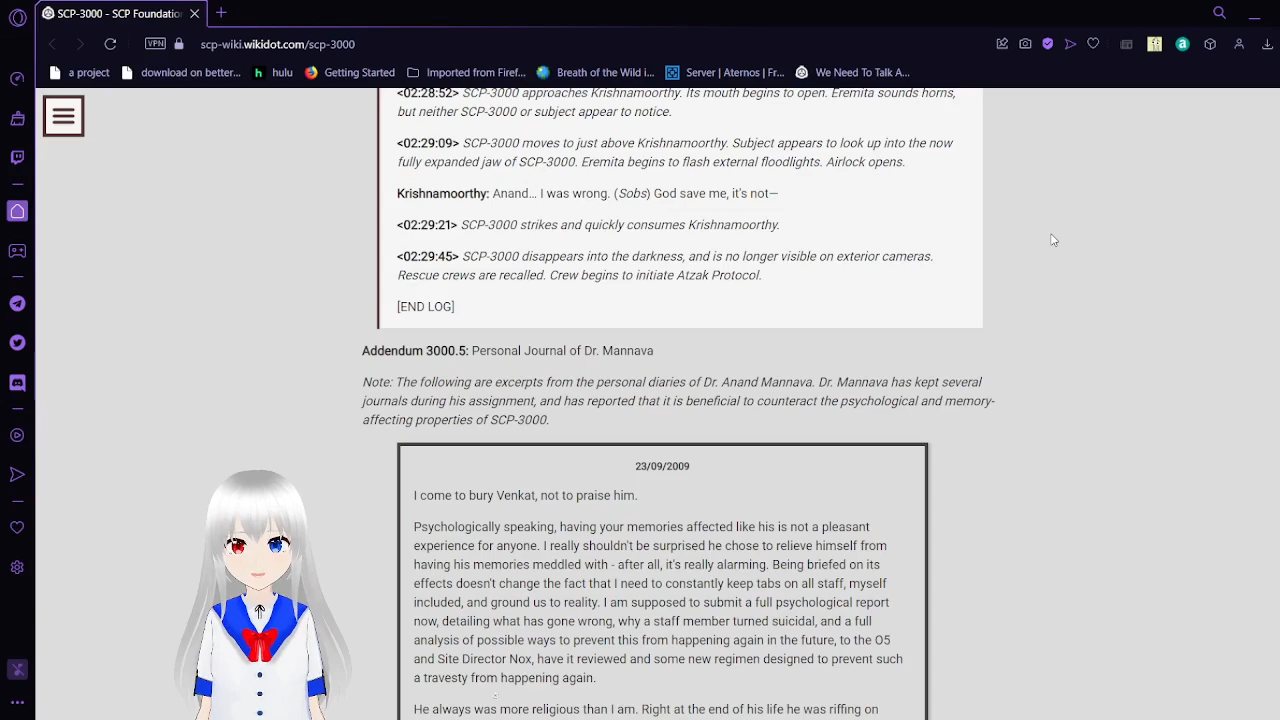 SCP-3000 - SCP Foundation
scp-wiki.wikidot.com/scp-3000
VPN
a project
download on better...
hulu
Getting Started
Imported from Firef...
Breath of the Wild i...
Server | Aternos | Fr...
We Need To Talk A...
<02:28:52> SCP-3000 approaches Krishnamoorthy. Its mouth begins to open. Eremita sounds horns,
but neither SCP-3000 or subject appear to notice.
<02:29:09> SCP-3000 moves to just above Krishnamoorthy. Subject appears to look up into the now
fully expanded jaw of SCP-3000. Eremita begins to flash external floodlights. Airlock opens.
Krishnamoorthy: Anand… I was wrong. (Sobs) God save me, it's not—
<02:29:21> SCP-3000 strikes and quickly consumes Krishnamoorthy.
<02:29:45> SCP-3000 disappears into the darkness, and is no longer visible on exterior cameras.
Rescue crews are recalled. Crew begins to initiate Atzak Protocol.
[END LOG]
Addendum 3000.5: Personal Journal of Dr. Mannava
Note: The following are excerpts from the personal diaries of Dr. Anand Mannava. Dr. Mannava has kept several
journals during his assignment, and has reported that it is beneficial to counteract the psychological and memory-
affecting properties of SCP-3000.
23/09/2009
I come to bury Venkat, not to praise him.
Psychologically speaking, having your memories affected like his is not a pleasant
experience for anyone. I really shouldn't be surprised he chose to relieve himself from
having his memories meddled with - after all, it's really alarming. Being briefed on its
effects doesn't change the fact that I need to constantly keep tabs on all staff, myself
included, and ground us to reality. I am supposed to submit a full psychological report
now, detailing what has gone wrong, why a staff member turned suicidal, and a full
analysis of possible ways to prevent this from happening again in the future, to the O5
and Site Director Nox, have it reviewed and some new regimen designed to prevent such
a travesty from happening again.
He always was more religious than I am. Right at the end of his life he was riffing on